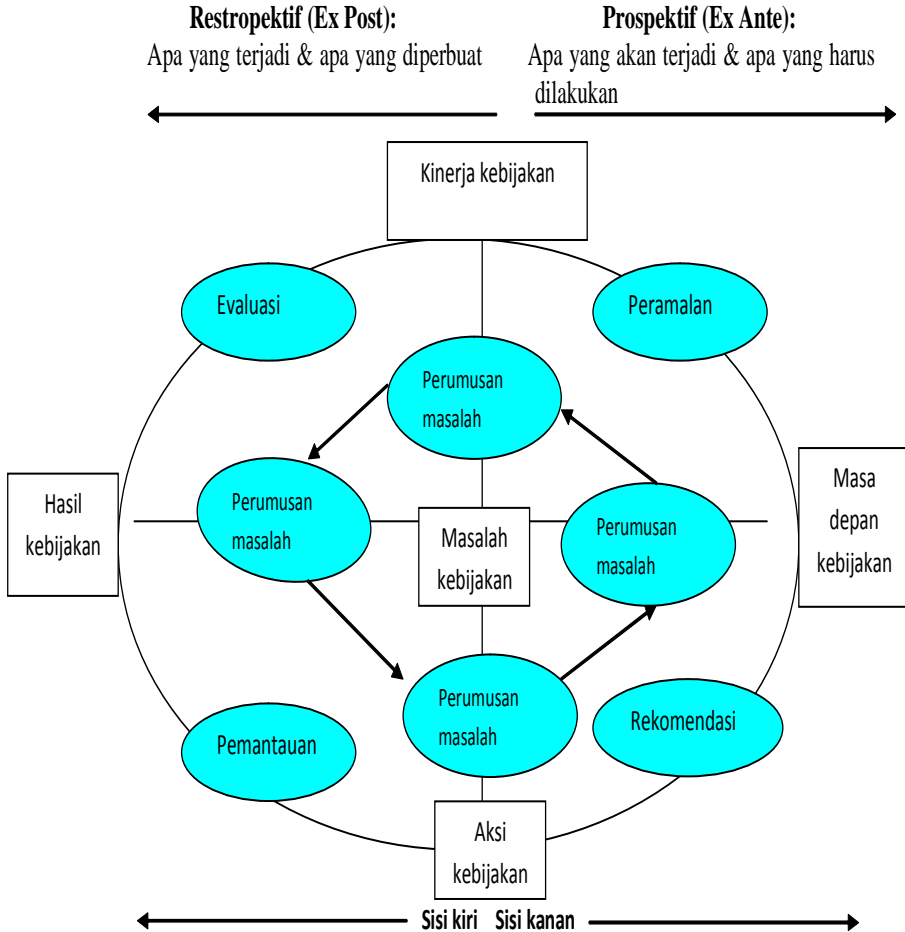 Restropektif (Ex Post):
Apa yang terjadi & apa yang diperbuat
Prospektif (Ex Ante):
Apa yang akan terjadi & apa yang harus
dilakukan
Kinerja kebijakan
Evaluasi
Peramalan
Perumusan
masalah
Hasil
kebijakan
Perumusan
masalah
Masalah
kebijakan
Perumusan
masalah
Masa
depan
kebijakan
Perumusan
masalah
Pemantauan
Rekomendasi
Aksi
kebijakan
Sisi kiri Sisi kanan